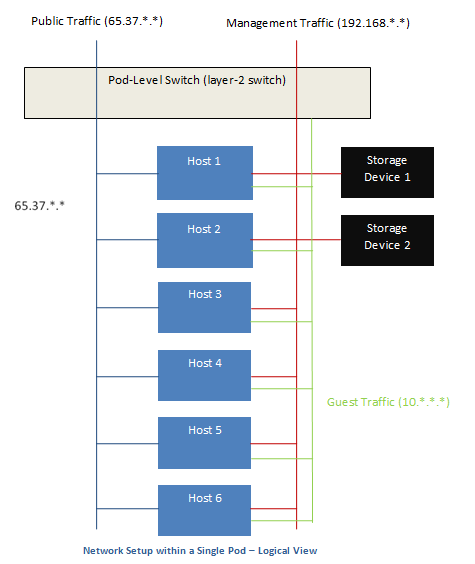 Public Traffic (65.37.*.*)
Management Traffic (192.168.*.*)
Pod-Level Switch (layer-2 switch)
Host 1
Storage
Device 1
65.37.*.*
Host 2
Storage
Device 2
Host 3
Host 4
Guest Traffic (10.*.*.*)
Host 5
Host 6
Network Setup within a Single Pod – Logical View